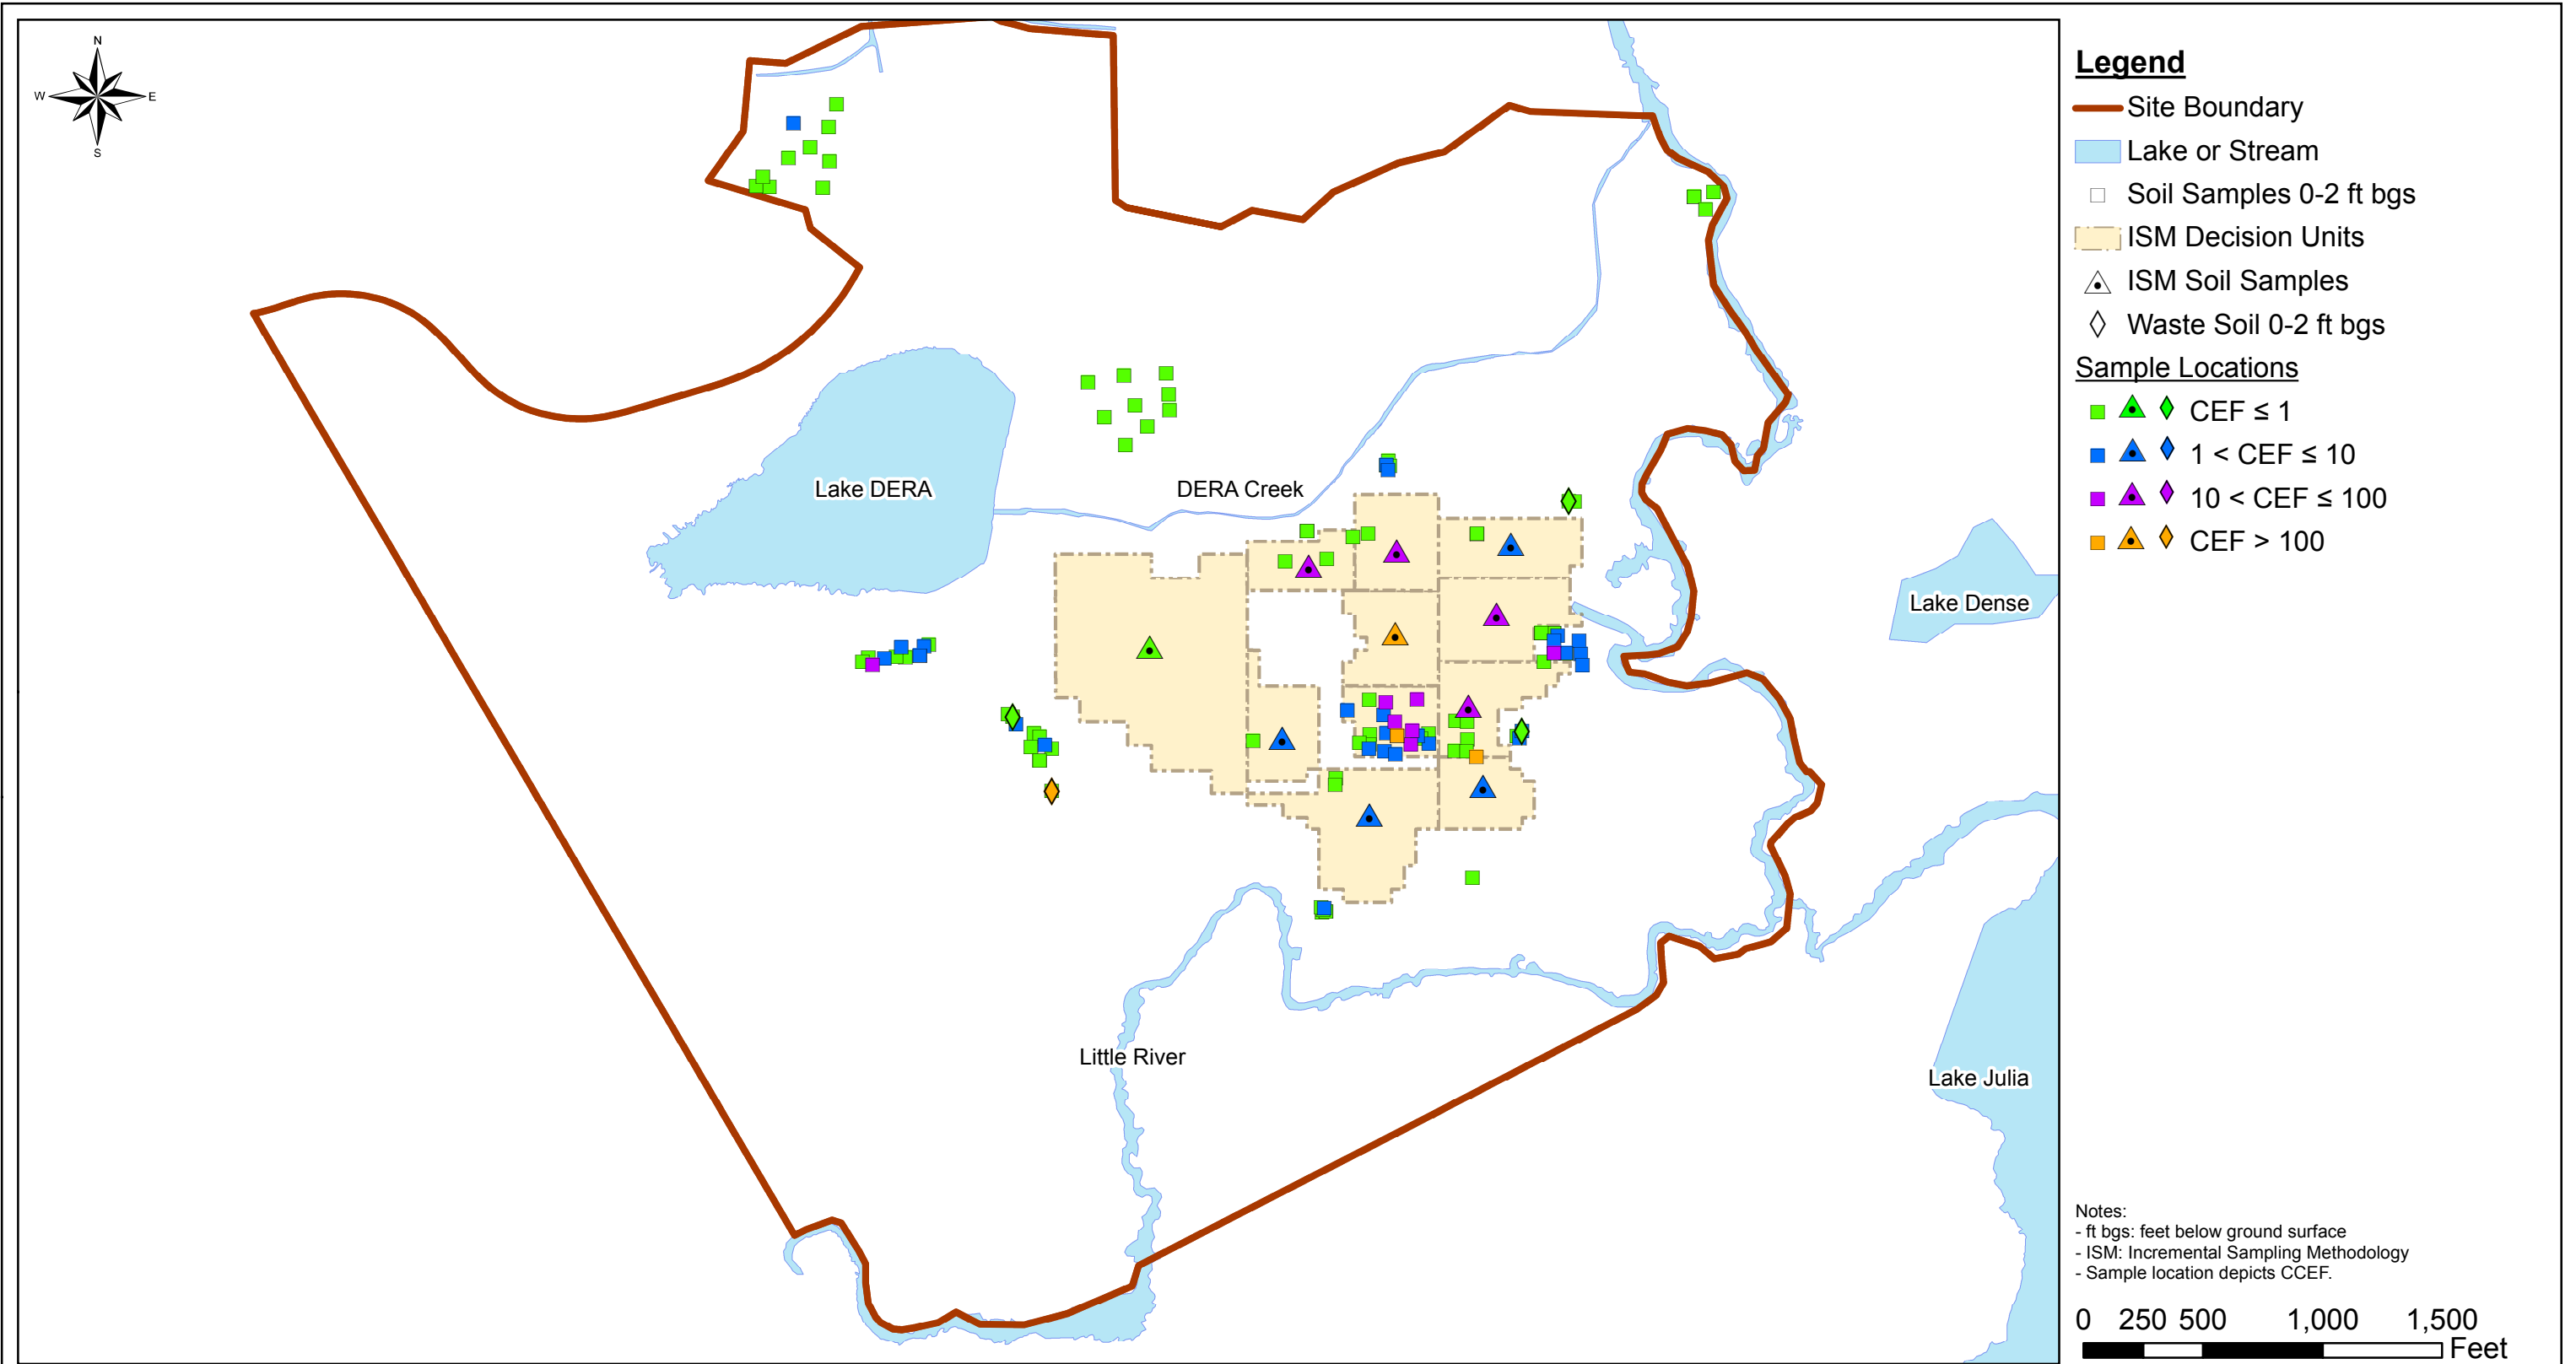 N
W
E
S
Lake DERA
DERA Creek
Lake Dense
Little River
Lake Julia
Legend
Site Boundary
Lake or Stream
Soil Samples 0-2 ft bgs
ISM Decision Units
ISM Soil Samples
Waste Soil 0-2 ft bgs
Sample Locations
CEF ≤ 1
1 < CEF ≤ 10
10 < CEF ≤ 100
CEF > 100
Notes:
- ft bgs: feet below ground surface
- ISM: Incremental Sampling Methodology
- Sample location depicts CCEF.
0 250 500 1,000 1,500
Feet